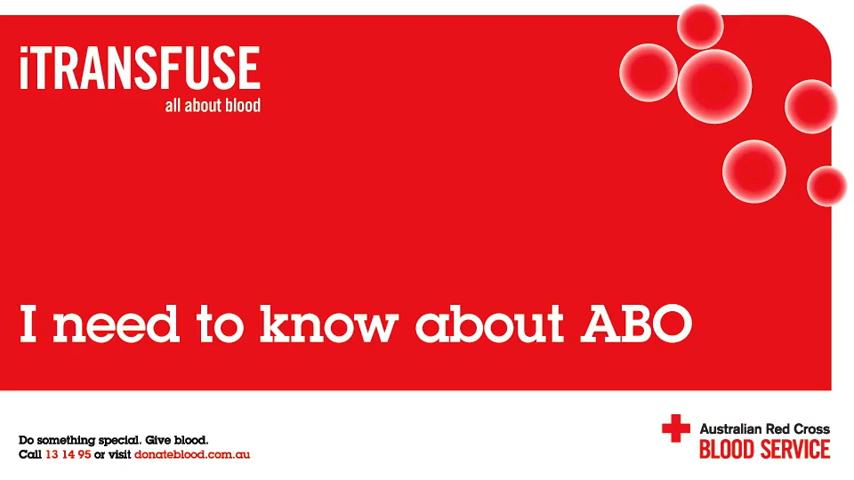 iTRANSFUSE
all about blood
I need to know about ABO
Do something special. Give blood.
Call 13 14 95 or visit donateblood.com.au
Australian Red Cross
BLOOD SERVICE